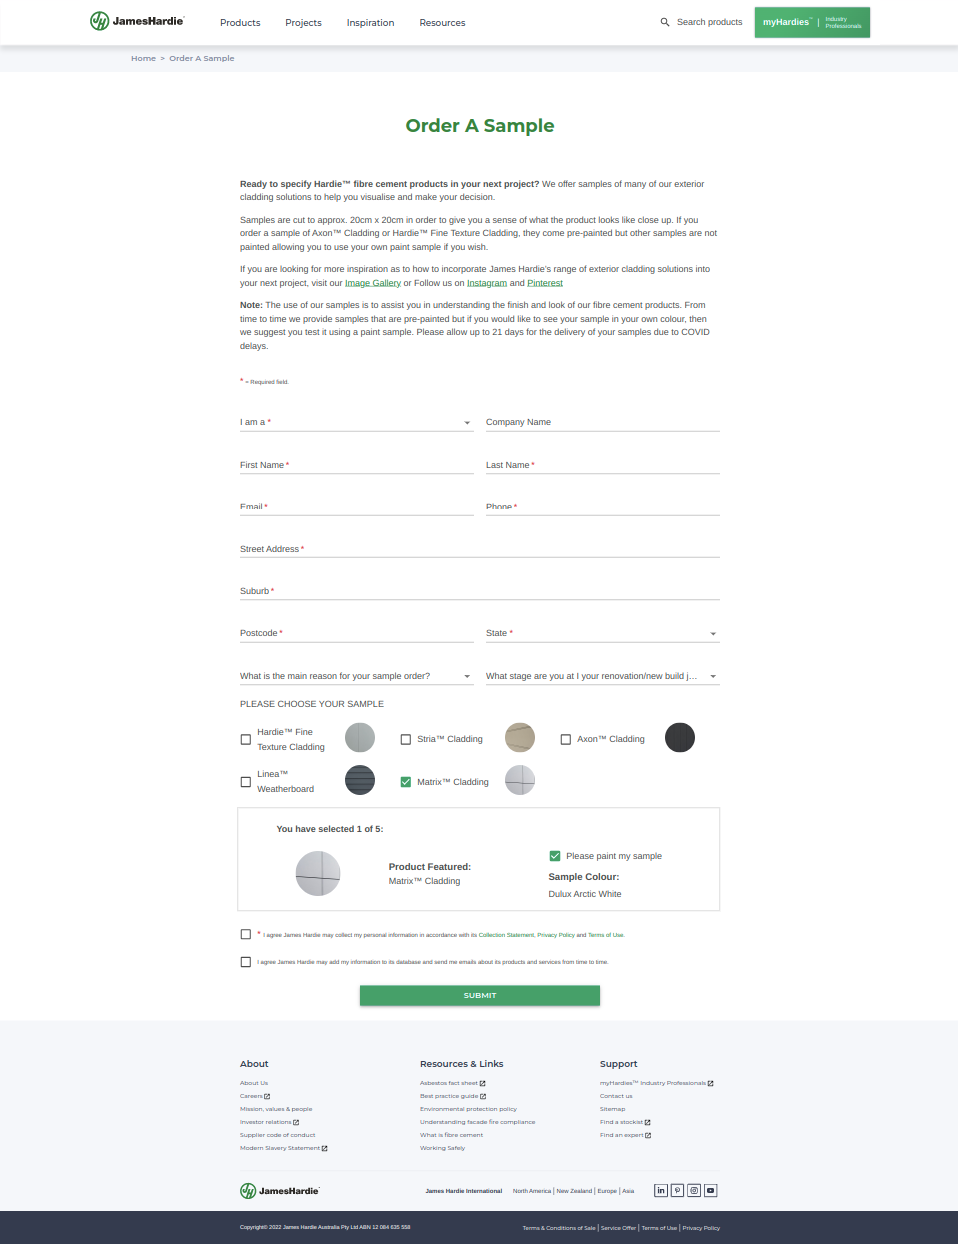 JamesHardie
Products
Projects
Inspiration
Resources
Search products
myHardies™ | Industry Professionals
Home > Order A Sample
Order A Sample
Ready to specify Hardie™ fibre cement products in your next project? We offer samples of many of our exterior
cladding solutions to help you visualise and make your decision.
Samples are cut to approx. 20cm x 20cm in order to give you a sense of what the product looks like close up. If you
order a sample of Axon™ Cladding or Hardie™ Fine Texture Cladding, they come pre-painted but other samples are not
painted allowing you to use your own paint sample if you wish.
If you are looking for more inspiration as to how to incorporate James Hardie's range of exterior cladding solutions into
your next project, visit our Image Gallery or Follow us on Instagram and Pinterest
Note: The use of our samples is to assist you in understanding the finish and look of our fibre cement products. From
time to time we provide samples that are pre-painted but if you would like to see your sample in your own colour, then
we suggest you test it using a paint sample. Please allow up to 21 days for the delivery of your samples due to COVID
delays.
* = Required field.
I am a *
Company Name
First Name *
Last Name *
Email *
Phone *
Street Address *
Suburb *
Postcode *
State *
What is the main reason for your sample order?
What stage are you at I your renovation/new build j…
PLEASE CHOOSE YOUR SAMPLE
Hardie™ Fine
Texture Cladding
Stria™ Cladding
Axon™ Cladding
Linea™
Weatherboard
Matrix™ Cladding
You have selected 1 of 5:
Product Featured:
Matrix™ Cladding
Please paint my sample
Sample Colour:
Dulux Arctic White
* I agree James Hardie may collect my personal information in accordance with its Collection Statement, Privacy Policy and Terms of Use.
I agree James Hardie may add my information to its database and send me emails about its products and services from time to time.
SUBMIT
About
About Us
Careers
Mission, values & people
Investor relations
Supplier code of conduct
Modern Slavery Statement
Resources & Links
Asbestos fact sheet
Best practice guide
Environmental protection policy
Understanding facade fire compliance
What is fibre cement
Working Safely
Support
myHardies™ Industry Professionals
Contact us
Sitemap
Find a stockist
Find an expert
JamesHardie
James Hardie International
North America | New Zealand | Europe | Asia
Copyright© 2022 James Hardie Australia Pty Ltd ABN 12 084 635 558
Terms & Conditions of Sale | Service Offer | Terms of Use | Privacy Policy